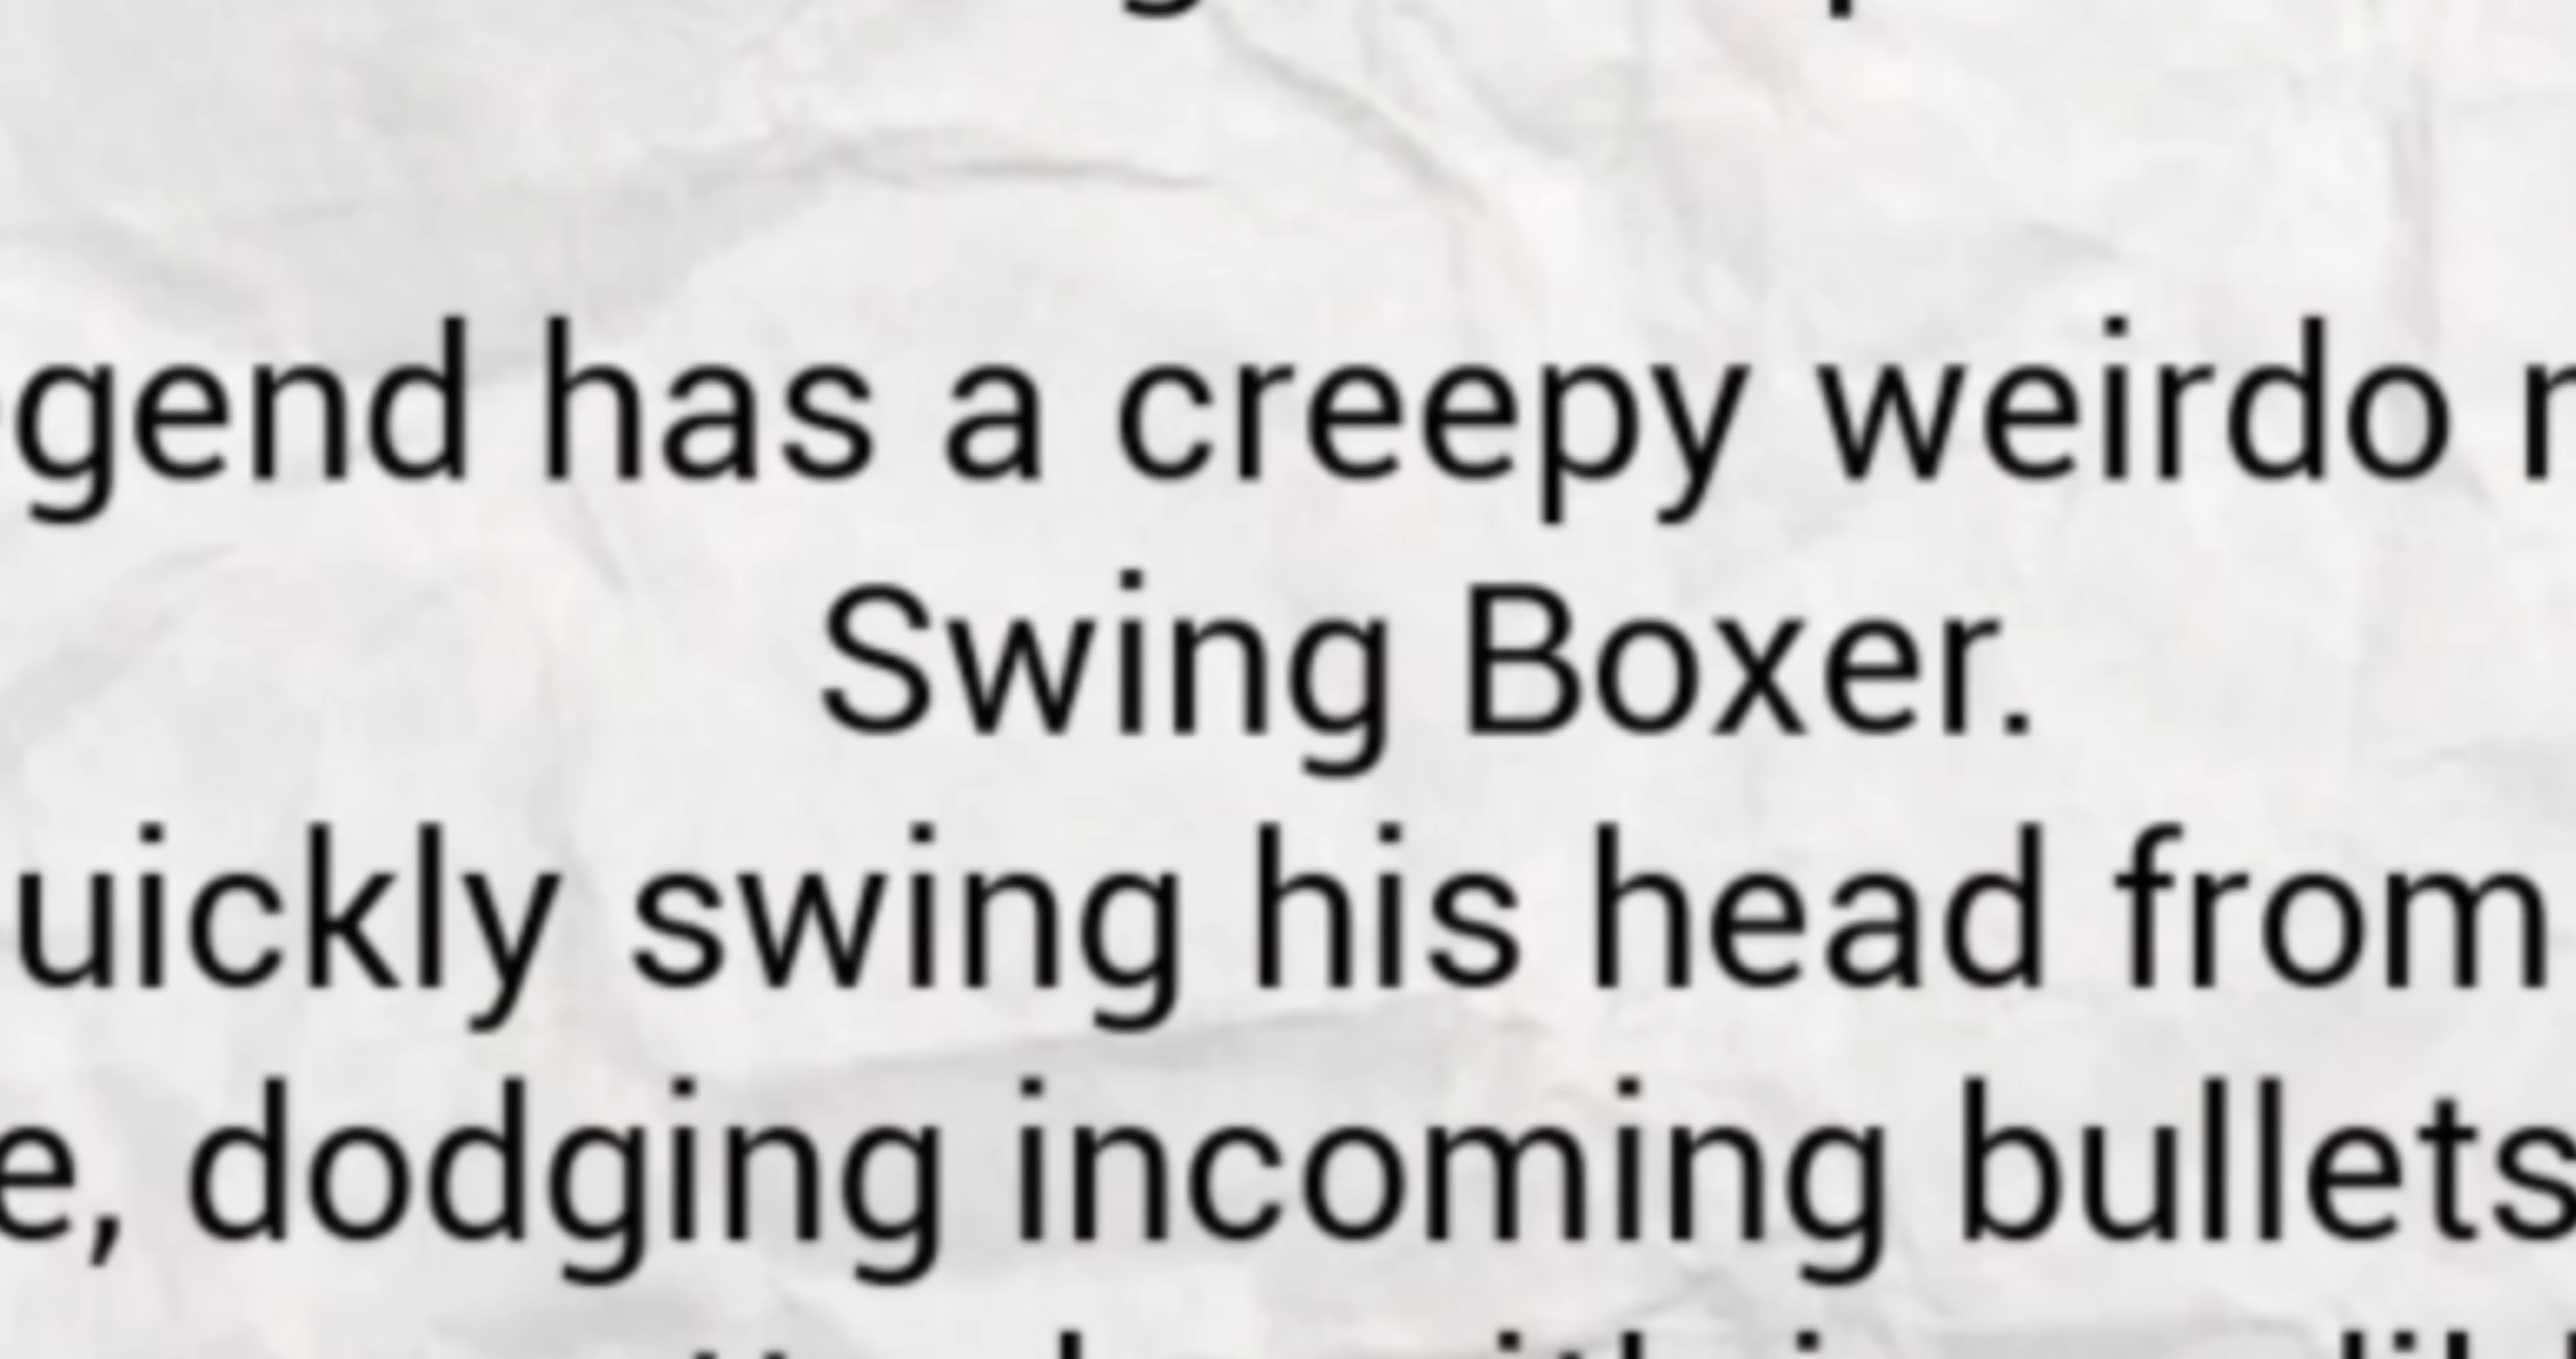 gend has a creepy weirdo
Swing Boxer.
uickly swing his head from
e, dodging incoming bullets